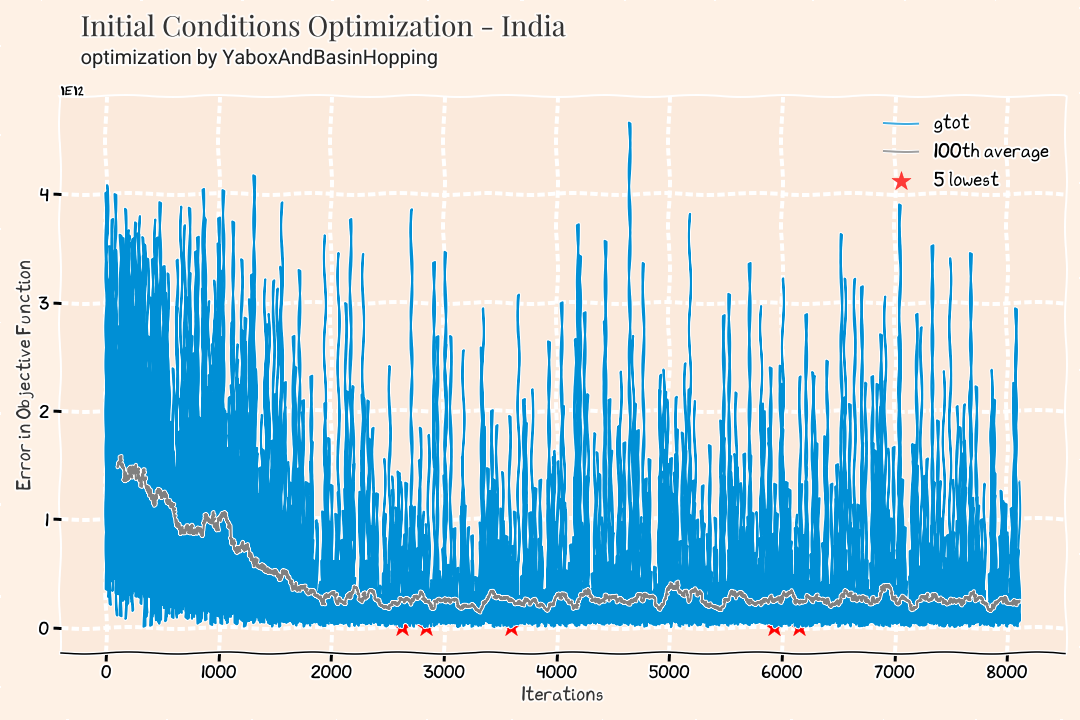 Initial Conditions Optimization - India
optimization by YaboxAndBasinHopping
1E12
gtot
100th average
5 lowest
4
3
2
1
0
Error in Objective Function
0 1000 2000 3000 4000 5000 6000 7000 8000
Iterations